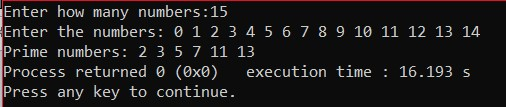 Enter how many numbers:15
Enter the numbers: 0 1 2 3 4 5 6 7 8 9 10 11 12 13 14
Prime numbers: 2 3 5 7 11 13
Process returned 0 (0x0)   execution time : 16.193 s
Press any key to continue.